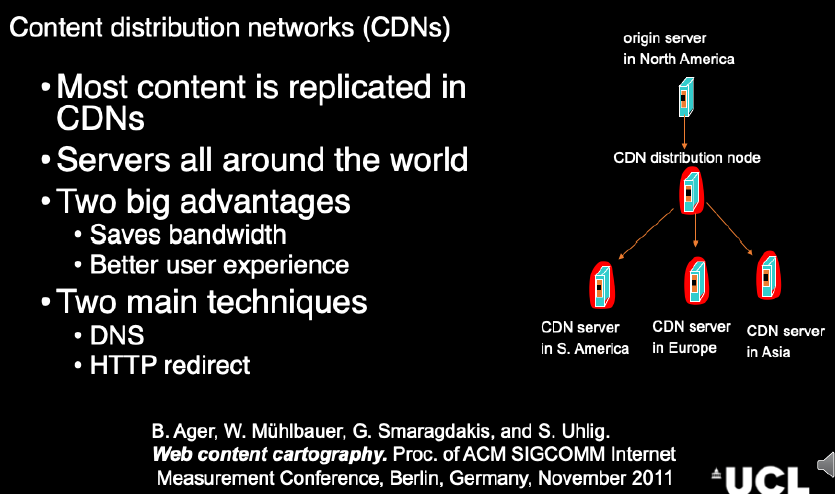 Content distribution networks (CDNs)
• Most content is replicated in
CDNs
• Servers all around the world
• Two big advantages
• Saves bandwidth
• Better user experience
• Two main techniques
• DNS
• HTTP redirect
origin server
in North America
CDN distribution node
CDN server
in S. America
CDN server
in Europe
CDN server
in Asia
B. Ager, W. Mühlbauer, G. Smaragdakis, and S. Uhlig.
Web content cartography. Proc. of ACM SIGCOMM Internet
Measurement Conference, Berlin, Germany, November 2011
UCL